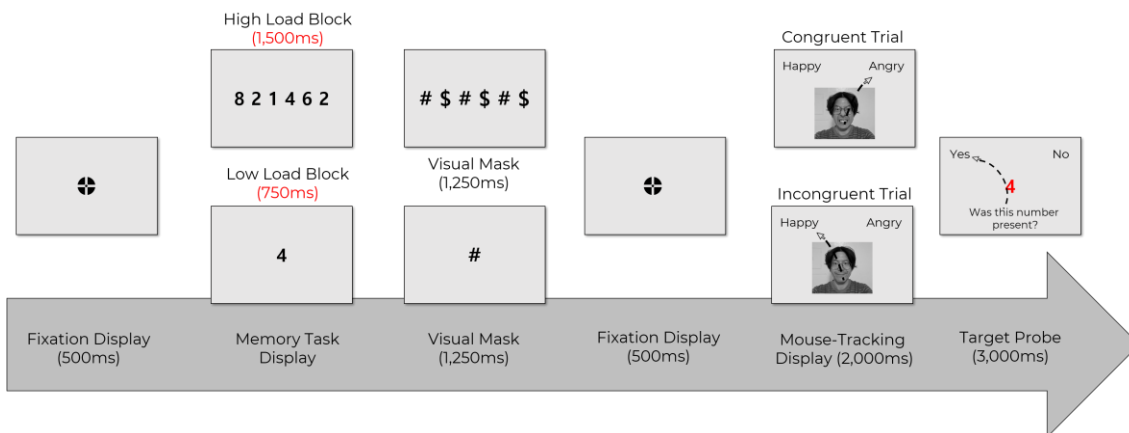 High Load Block
(1,500ms)
8 2 1 4 6 2
# $ # $ # $
Congruent Trial
Happy
Angry
Low Load Block
(750ms)
4
Visual Mask
(1,250ms)
#
Incongruent Trial
Happy
Angry
Yes
No
4
Was this number
present?
Fixation Display
(500ms)
Memory Task
Display
Visual Mask
(1,250ms)
Fixation Display
(500ms)
Mouse-Tracking
Display (2,000ms)
Target Probe
(3,000ms)